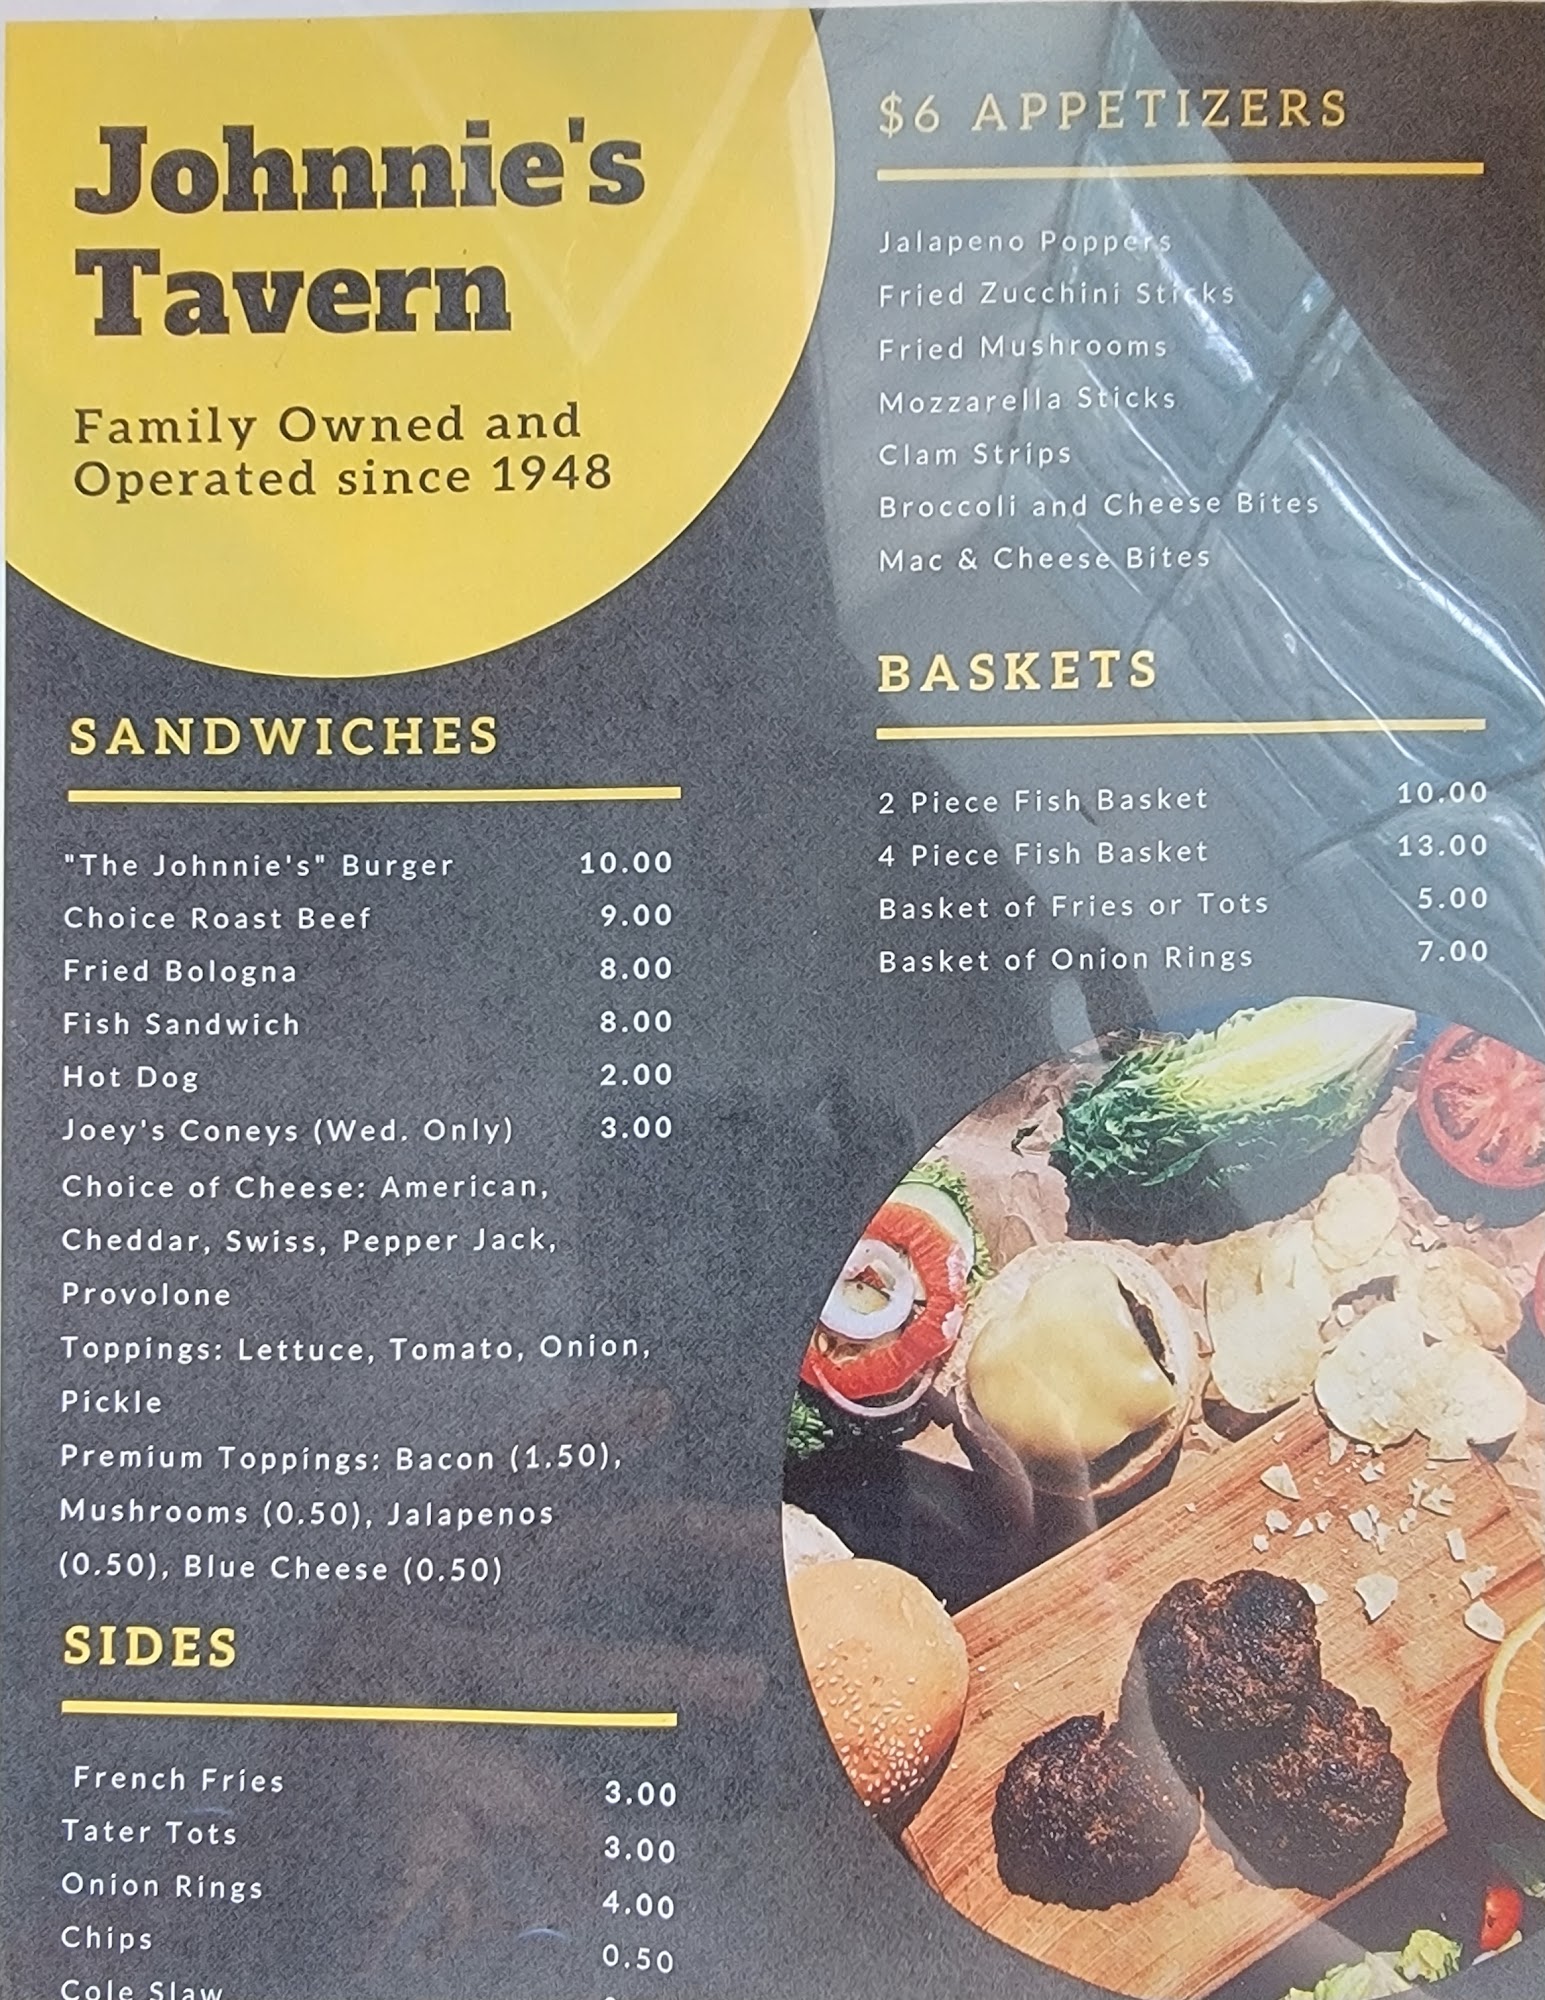 Johnnie's
Tavern
Family Owned and
Operated since 1948
SANDWICHES
"The Johnnie's" Burger 10.00
Choice Roast Beef 9.00
Fried Bologna 8.00
Fish Sandwich 8.00
Hot Dog 2.00
Joey's Coneys (Wed. Only) 3.00
Choice of Cheese: American,
Cheddar, Swiss, Pepper Jack,
Provolone
Toppings: Lettuce, Tomato, Onion,
Pickle
Premium Toppings: Bacon (1.50),
Mushrooms (0.50), Jalapenos
(0.50), Blue Cheese (0.50)
SIDES
French Fries 3.00
Tater Tots 3.00
Onion Rings 4.00
Chips 0.50
Cole Slaw
$6 APPETIZERS
Jalapeno Poppers
Fried Zucchini Sticks
Fried Mushrooms
Mozzarella Sticks
Clam Strips
Broccoli and Cheese Bites
Mac & Cheese Bites
BASKETS
2 Piece Fish Basket 10.00
4 Piece Fish Basket 13.00
Basket of Fries or Tots 5.00
Basket of Onion Rings 7.00